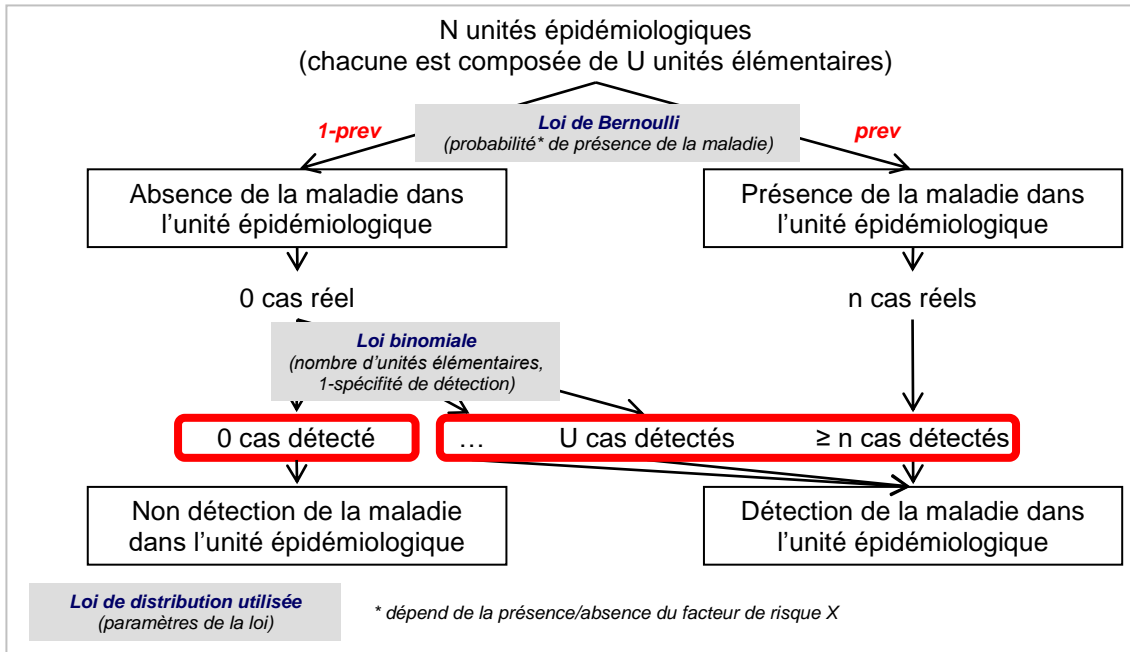 N unités épidémiologiques
(chacune est composée de U unités élémentaires)
1-prev
Loi de Bernoulli
(probabilité* de présence de la maladie)
prev
Absence de la maladie dans
l'unité épidémiologique
Présence de la maladie dans
l'unité épidémiologique
0 cas réel
n cas réels
Loi binomiale
(nombre d'unités élémentaires,
1-spécifité de détection)
0 cas détecté
… U cas détectés ≥ n cas détectés
Non détection de la maladie
dans l'unité épidémiologique
Détection de la maladie dans
l'unité épidémiologique
Loi de distribution utilisée
(paramètres de la loi)
* dépend de la présence/absence du facteur de risque X